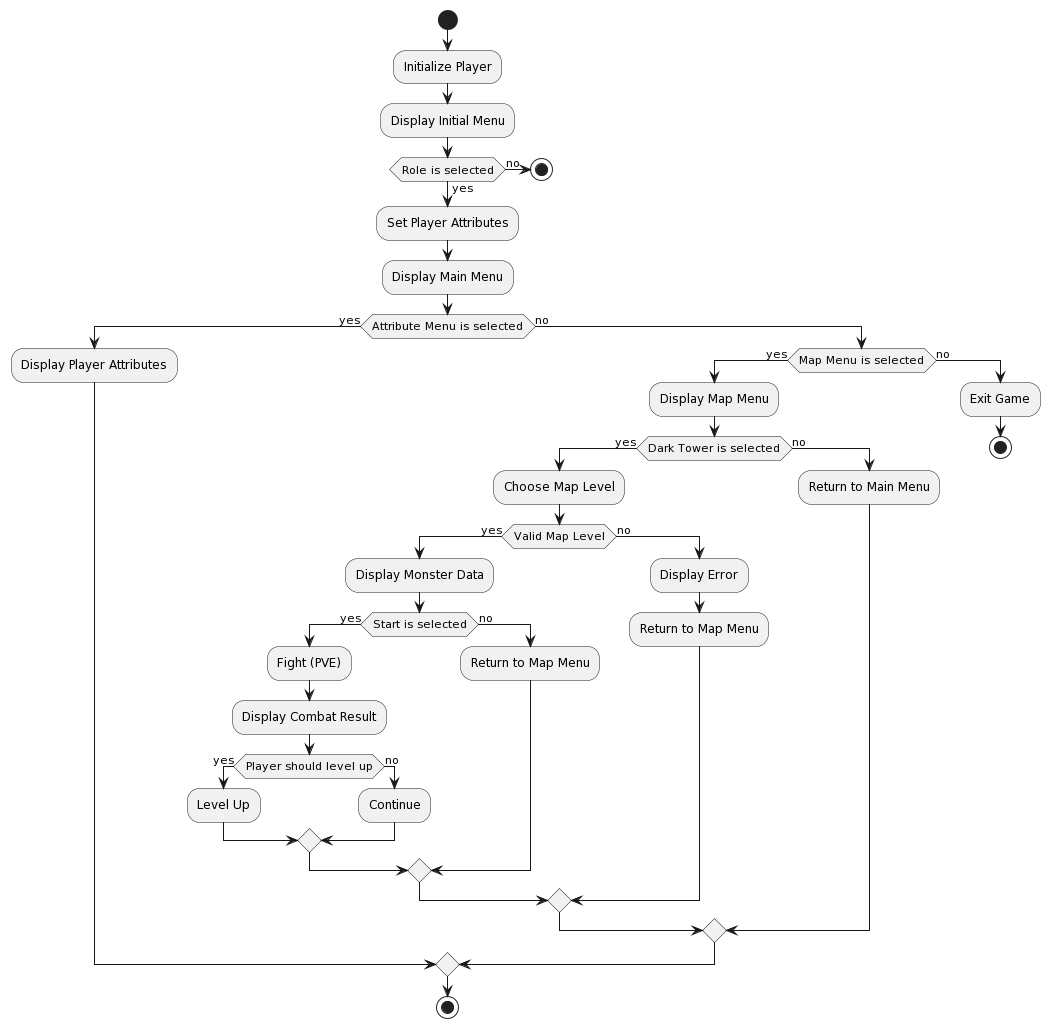 Initialize Player
Display Initial Menu
Role is selected
no
yes
Set Player Attributes
Display Main Menu
yes
Attribute Menu is selected
no
Display Player Attributes
yes
Map Menu is selected
no
Display Map Menu
Exit Game
yes
Dark Tower is selected
no
Choose Map Level
Return to Main Menu
yes
Valid Map Level
no
Display Monster Data
Display Error
yes
Start is selected
no
Return to Map Menu
Fight (PVE)
Return to Map Menu
Display Combat Result
yes
Player should level up
no
Level Up
Continue